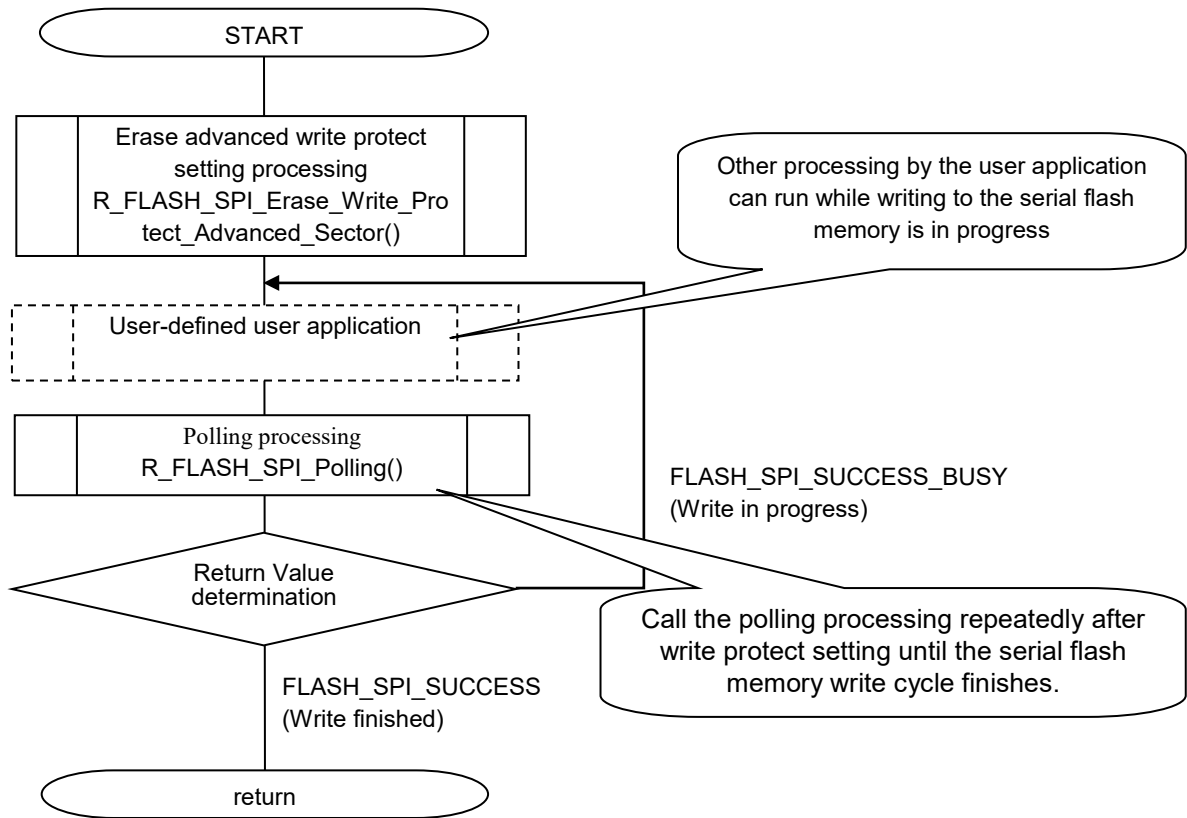 START
Erase advanced write protect
setting processing
R_FLASH_SPI_Erase_Write_Pro
tect_Advanced_Sector()
Other processing by the user application
can run while writing to the serial flash
memory is in progress
User-defined user application
Polling processing
R_FLASH_SPI_Polling()
FLASH_SPI_SUCCESS_BUSY
(Write in progress)
Return Value
determination
Call the polling processing repeatedly after
write protect setting until the serial flash
memory write cycle finishes.
FLASH_SPI_SUCCESS
(Write finished)
return